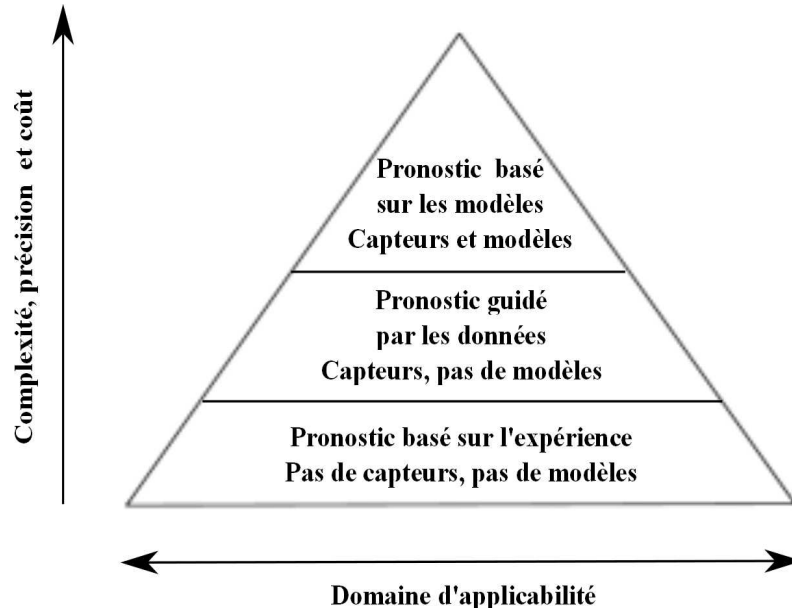 Complexité, précision et coût
Pronostic basé
sur les modèles
Capteurs et modèles
Pronostic guidé
par les données
Capteurs, pas de modèles
Pronostic basé sur l'expérience
Pas de capteurs, pas de modèles
Domaine d'applicabilité